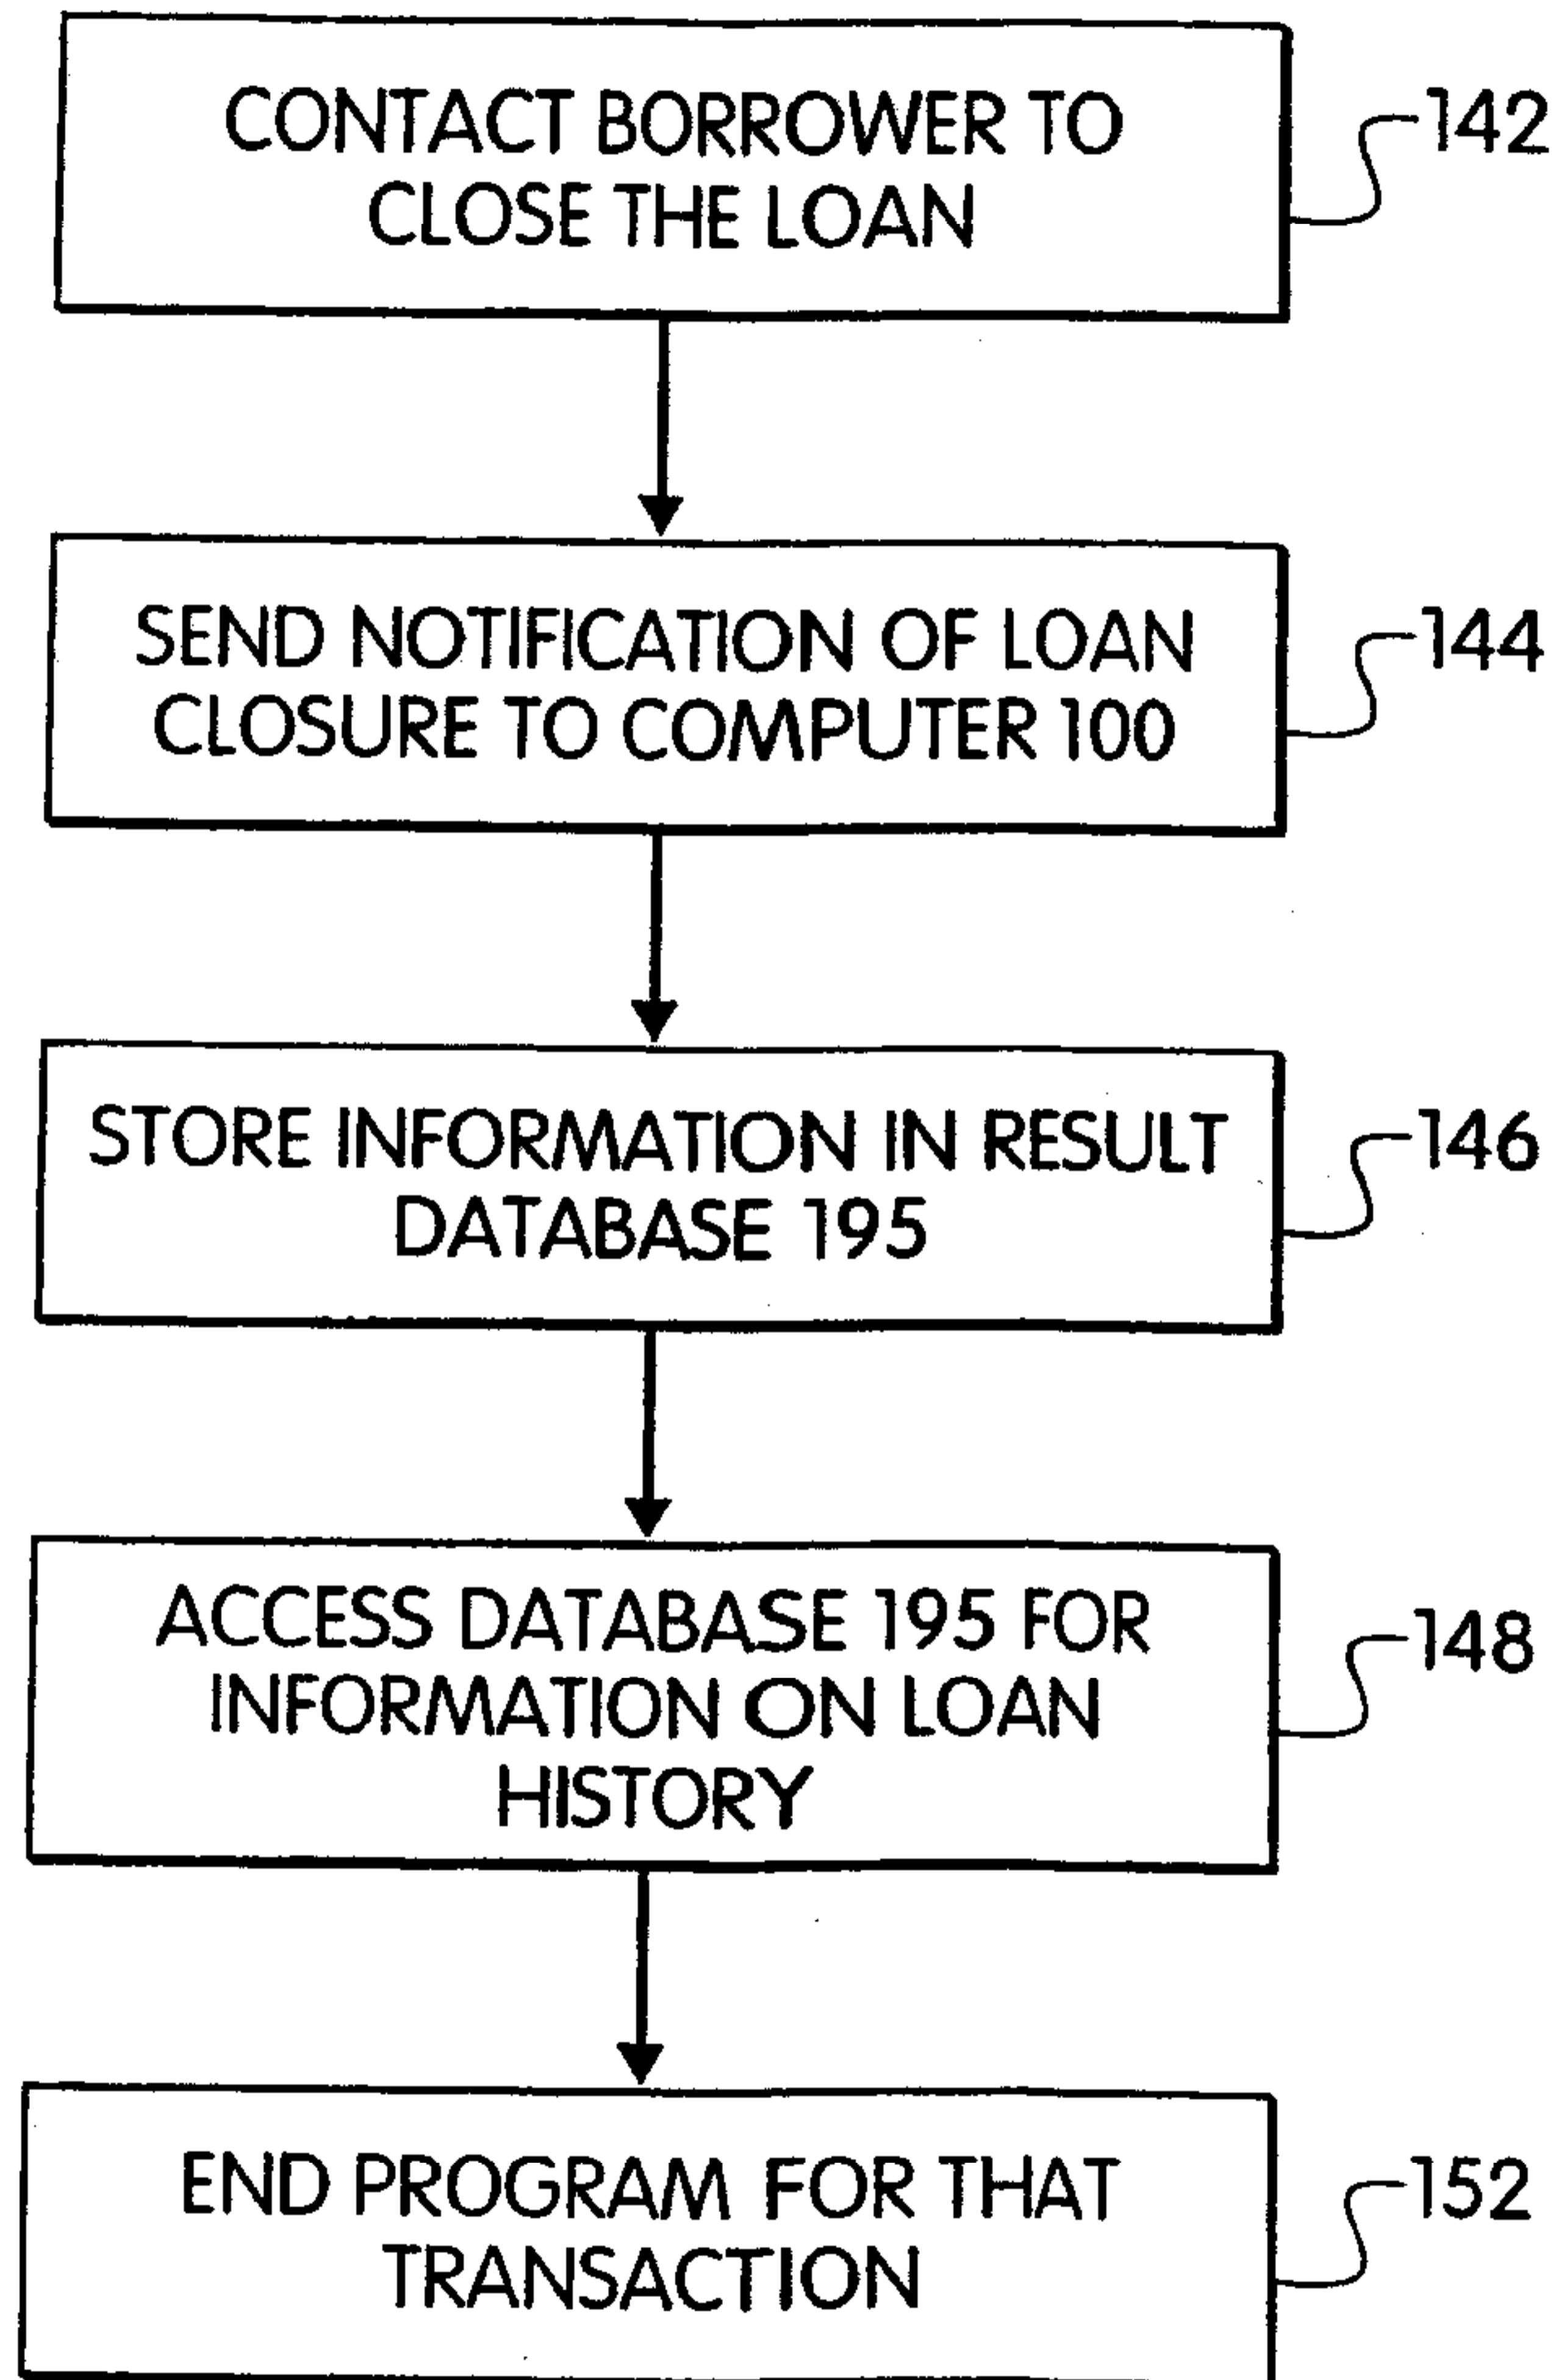 CONTACT BORROWER TO
CLOSE THE LOAN
142
SEND NOTIFICATION OF LOAN
CLOSURE TO COMPUTER 100
144
STORE INFORMATION IN RESULT
DATABASE 195
146
ACCESS DATABASE 195 FOR
INFORMATION ON LOAN
HISTORY
148
END PROGRAM FOR THAT
TRANSACTION
152